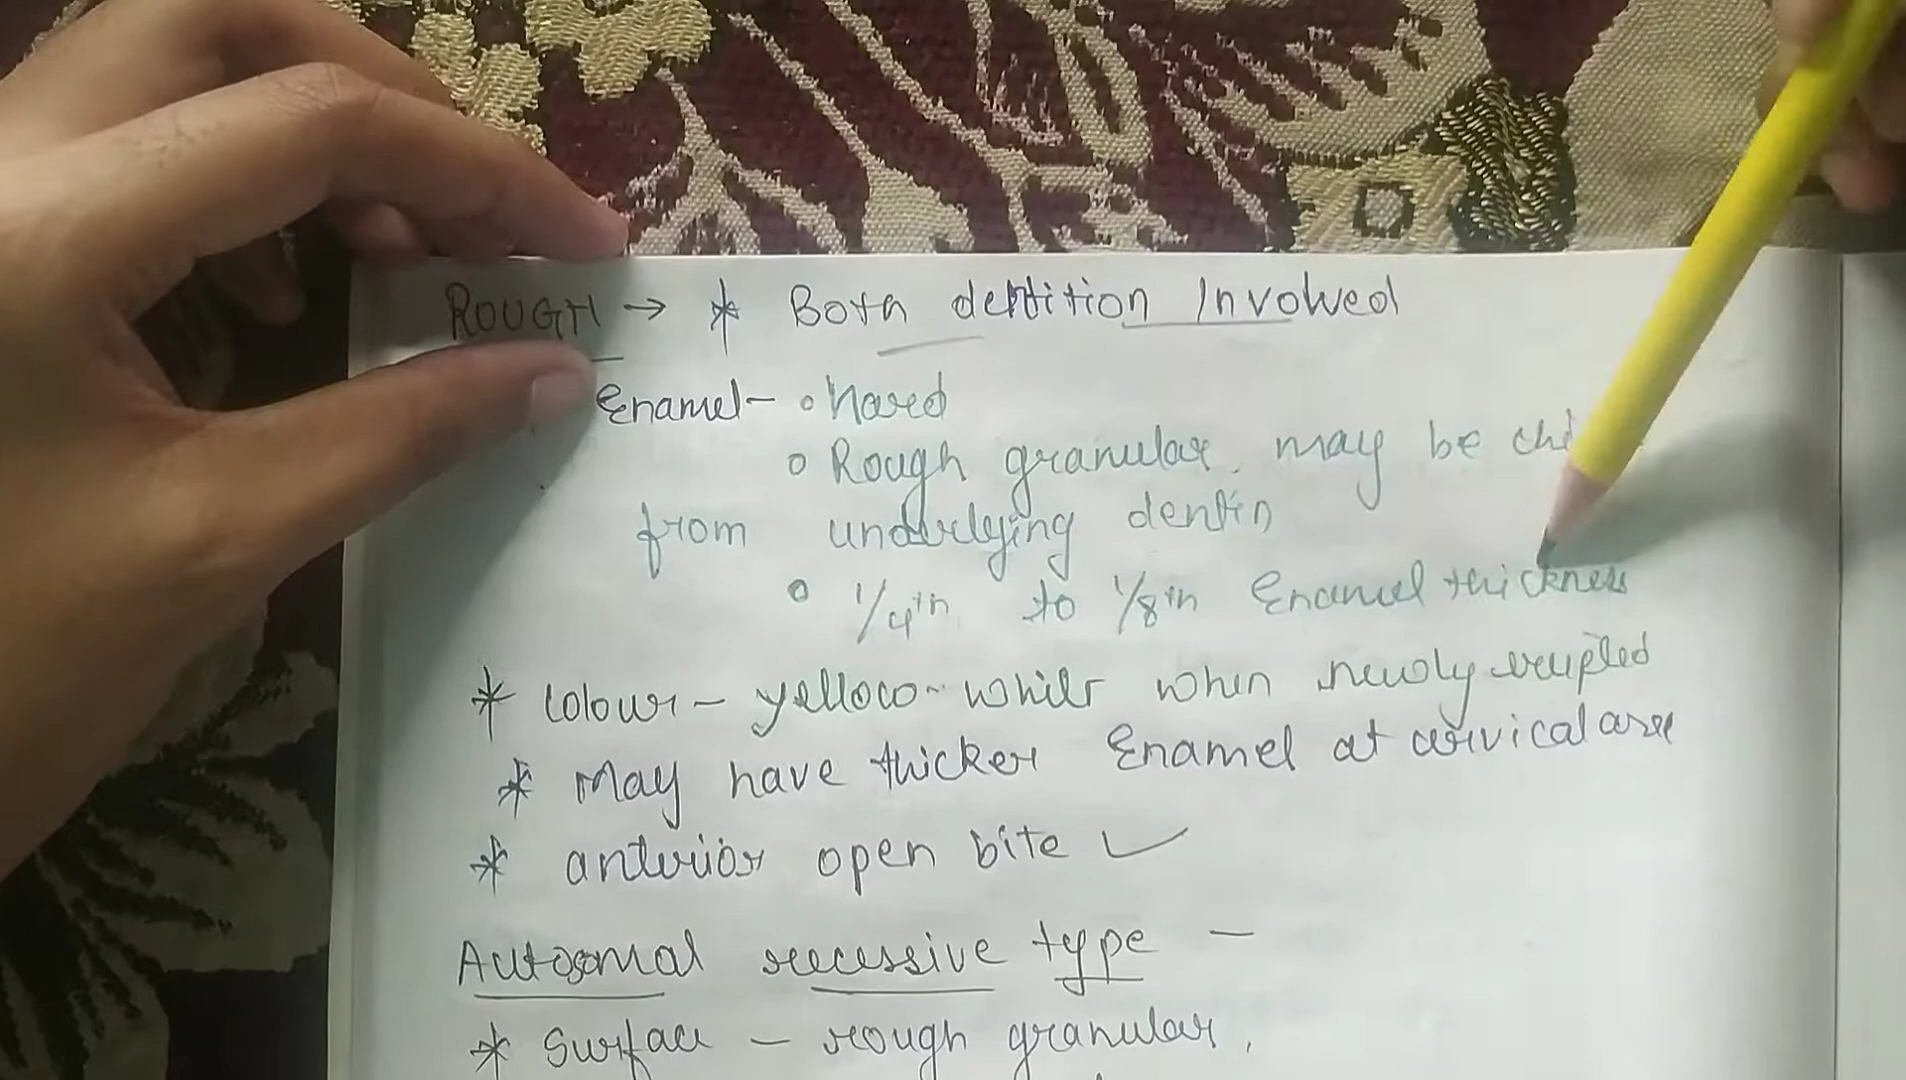 ROUGH → * Both dentition Involved
Enamel - o hared
o Rough granular, may be
from underlying dentin
o 1/4th to 1/8th Enamel thickness
* Colour - yellow-white when newly erupted
* May have thicker Enamel at cervical area
* anterior open bite ✓
Autosomal recessive type -
* Surface - rough granular,